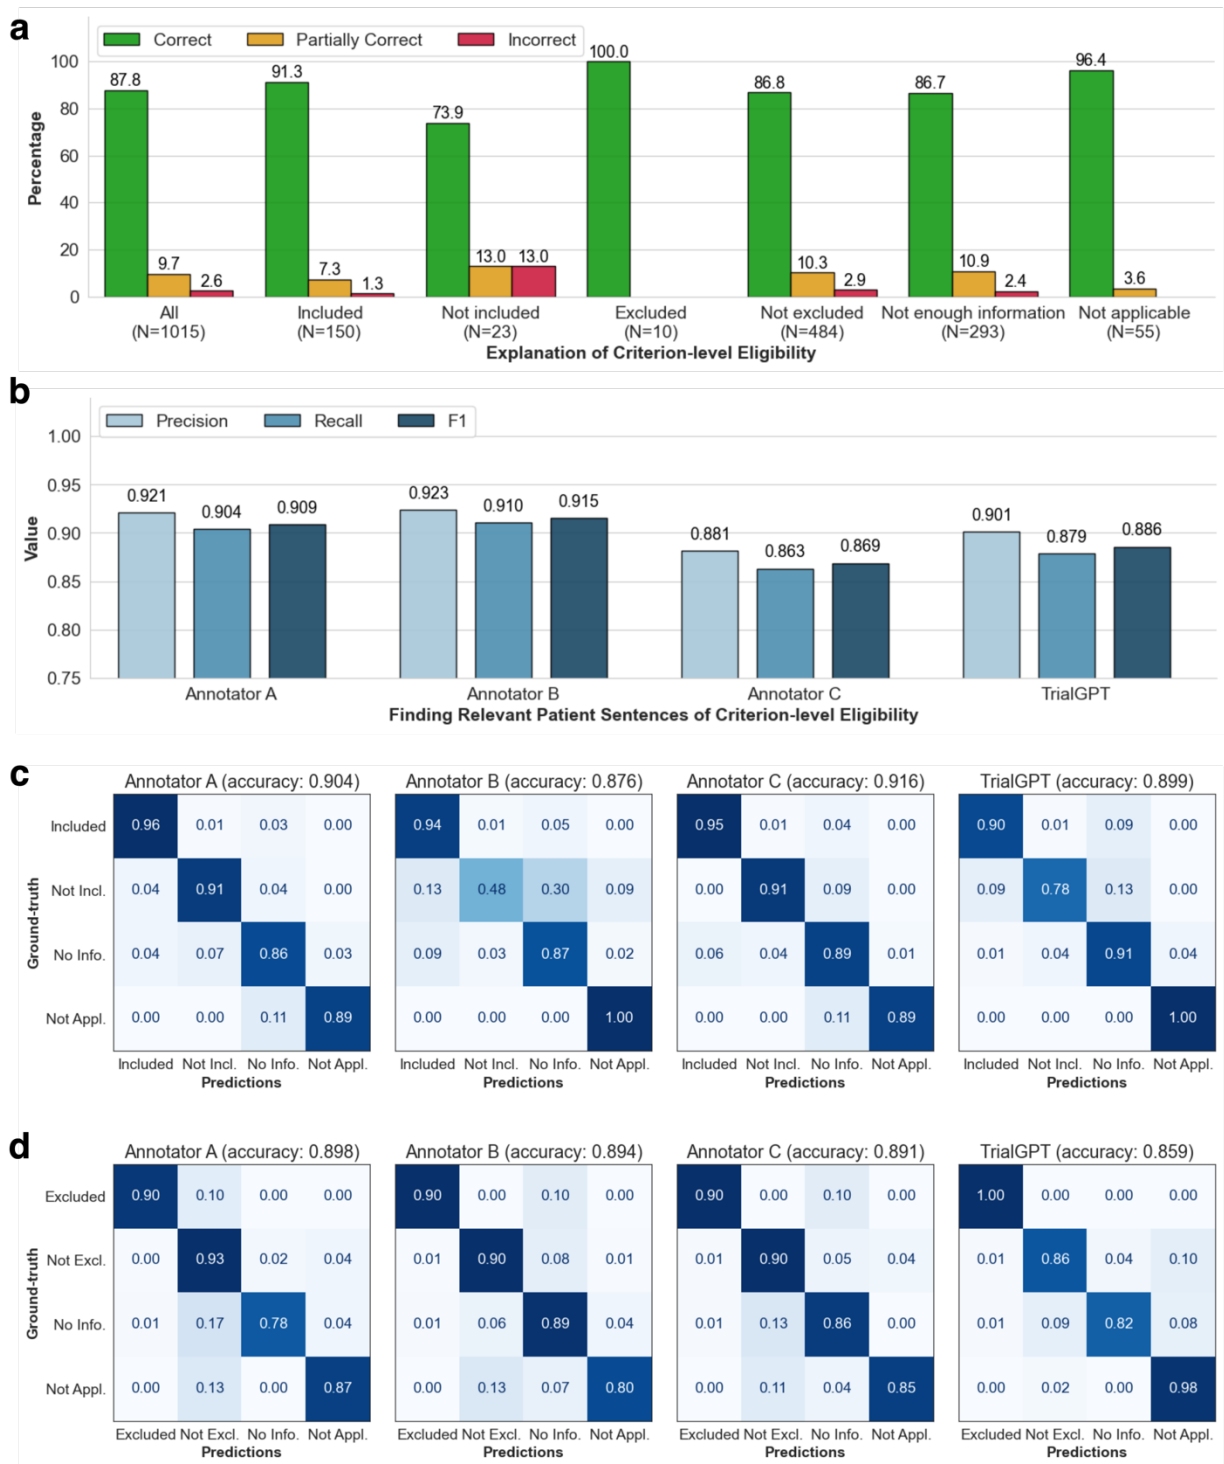 a
Correct Partially Correct Incorrect
100
80
60
40
20
0
Percentage
87.8 9.7 2.6
91.3 7.3 1.3
73.9 13.0 13.0
100.0
86.8 10.3 2.9
86.7 10.9 2.4
96.4 3.6
All Included Not included Excluded Not excluded Not enough information Not applicable
(N=1015) (N=150) (N=23) (N=10) (N=484) (N=293) (N=55)
Explanation of Criterion-level Eligibility
b
Precision Recall F1
1.00
0.95
0.90
0.85
0.80
0.75
Value
0.921 0.904 0.909
0.923 0.910 0.915
0.881 0.863 0.869
0.901 0.879 0.886
Annotator A Annotator B Annotator C TrialGPT
Finding Relevant Patient Sentences of Criterion-level Eligibility
c
Annotator A (accuracy: 0.904) Annotator B (accuracy: 0.876) Annotator C (accuracy: 0.916) TrialGPT (accuracy: 0.899)
Ground-truth
Included 0.96 0.01 0.03 0.00 0.94 0.01 0.05 0.00 0.95 0.01 0.04 0.00 0.90 0.01 0.09 0.00
Not Incl. 0.04 0.91 0.04 0.00 0.13 0.48 0.30 0.09 0.00 0.91 0.09 0.00 0.09 0.78 0.13 0.00
No Info. 0.04 0.07 0.86 0.03 0.09 0.03 0.87 0.02 0.06 0.04 0.89 0.01 0.01 0.04 0.91 0.04
Not Appl. 0.00 0.00 0.11 0.89 0.00 0.00 0.00 1.00 0.00 0.00 0.11 0.89 0.00 0.00 0.00 1.00
Included Not Incl. No Info. Not Appl. Included Not Incl. No Info. Not Appl. Included Not Incl. No Info. Not Appl. Included Not Incl. No Info. Not Appl.
Predictions Predictions Predictions Predictions
d
Annotator A (accuracy: 0.898) Annotator B (accuracy: 0.894) Annotator C (accuracy: 0.891) TrialGPT (accuracy: 0.859)
Ground-truth
Excluded 0.90 0.10 0.00 0.00 0.90 0.00 0.10 0.00 0.90 0.00 0.10 0.00 1.00 0.00 0.00 0.00
Not Excl. 0.00 0.93 0.02 0.04 0.01 0.90 0.08 0.01 0.01 0.90 0.05 0.04 0.01 0.86 0.04 0.10
No Info. 0.01 0.17 0.78 0.04 0.01 0.06 0.89 0.04 0.01 0.13 0.86 0.00 0.01 0.09 0.82 0.08
Not Appl. 0.00 0.13 0.00 0.87 0.00 0.13 0.07 0.80 0.00 0.11 0.04 0.85 0.00 0.02 0.00 0.98
Excluded Not Excl. No Info. Not Appl. Excluded Not Excl. No Info. Not Appl. Excluded Not Excl. No Info. Not Appl. Excluded Not Excl. No Info. Not Appl.
Predictions Predictions Predictions Predictions